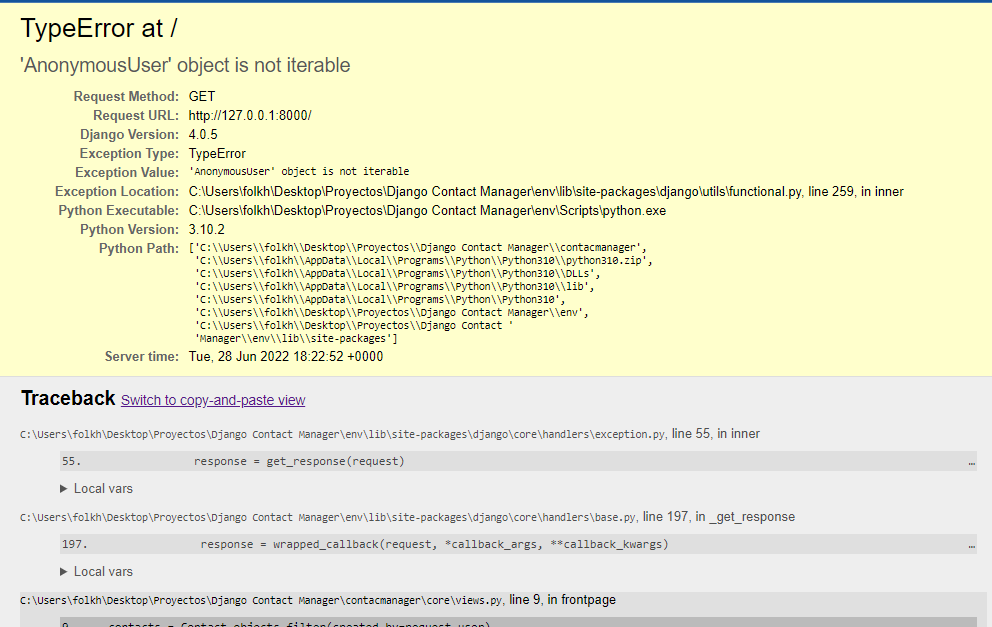 TypeError at /
'AnonymousUser' object is not iterable
Request Method: GET
Request URL: http://127.0.0.1:8000/
Django Version: 4.0.5
Exception Type: TypeError
Exception Value: 'AnonymousUser' object is not iterable
Exception Location: C:\Users\folkh\Desktop\Proyectos\Django Contact Manager\env\lib\site-packages\django\utils\functional.py, line 259, in inner
Python Executable: C:\Users\folkh\Desktop\Proyectos\Django Contact Manager\env\Scripts\python.exe
Python Version: 3.10.2
Python Path: ['C:\\Users\\folkh\\Desktop\\Proyectos\\Django Contact Manager\\contacmanager',
'C:\\Users\\folkh\\AppData\\Local\\Programs\\Python\\Python310\\python310.zip',
'C:\\Users\\folkh\\AppData\\Local\\Programs\\Python\\Python310\\DLLs',
'C:\\Users\\folkh\\AppData\\Local\\Programs\\Python\\Python310\\lib',
'C:\\Users\\folkh\\AppData\\Local\\Programs\\Python\\Python310',
'C:\\Users\\folkh\\Desktop\\Proyectos\\Django Contact Manager\\env',
'C:\\Users\\folkh\\Desktop\\Proyectos\\Django Contact '
'Manager\\env\\lib\\site-packages']
Server time: Tue, 28 Jun 2022 18:22:52 +0000
Traceback Switch to copy-and-paste view
C:\Users\folkh\Desktop\Proyectos\Django Contact Manager\env\lib\site-packages\django\core\handlers\exception.py, line 55, in inner
55. response = get_response(request) …
▶ Local vars
C:\Users\folkh\Desktop\Proyectos\Django Contact Manager\env\lib\site-packages\django\core\handlers\base.py, line 197, in _get_response
197. response = wrapped_callback(request, *callback_args, **callback_kwargs) …
▶ Local vars
C:\Users\folkh\Desktop\Proyectos\Django Contact Manager\contacmanager\core\views.py, line 9, in frontpage
9. contacts = Contact.objects.filter(created_by=request.user)